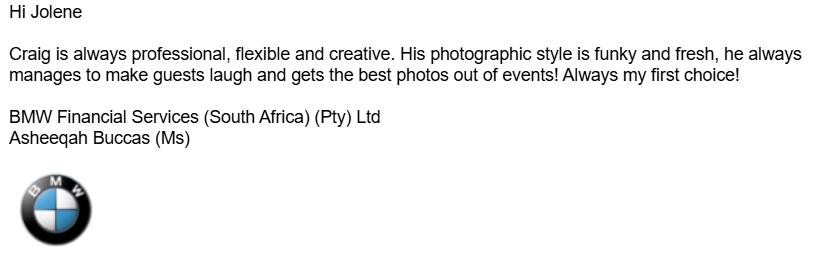 Hi Jolene
Craig is always professional, flexible and creative. His photographic style is funky and fresh, he always
manages to make guests laugh and gets the best photos out of events! Always my first choice!
BMW Financial Services (South Africa) (Pty) Ltd
Asheeqah Buccas (Ms)
BMW